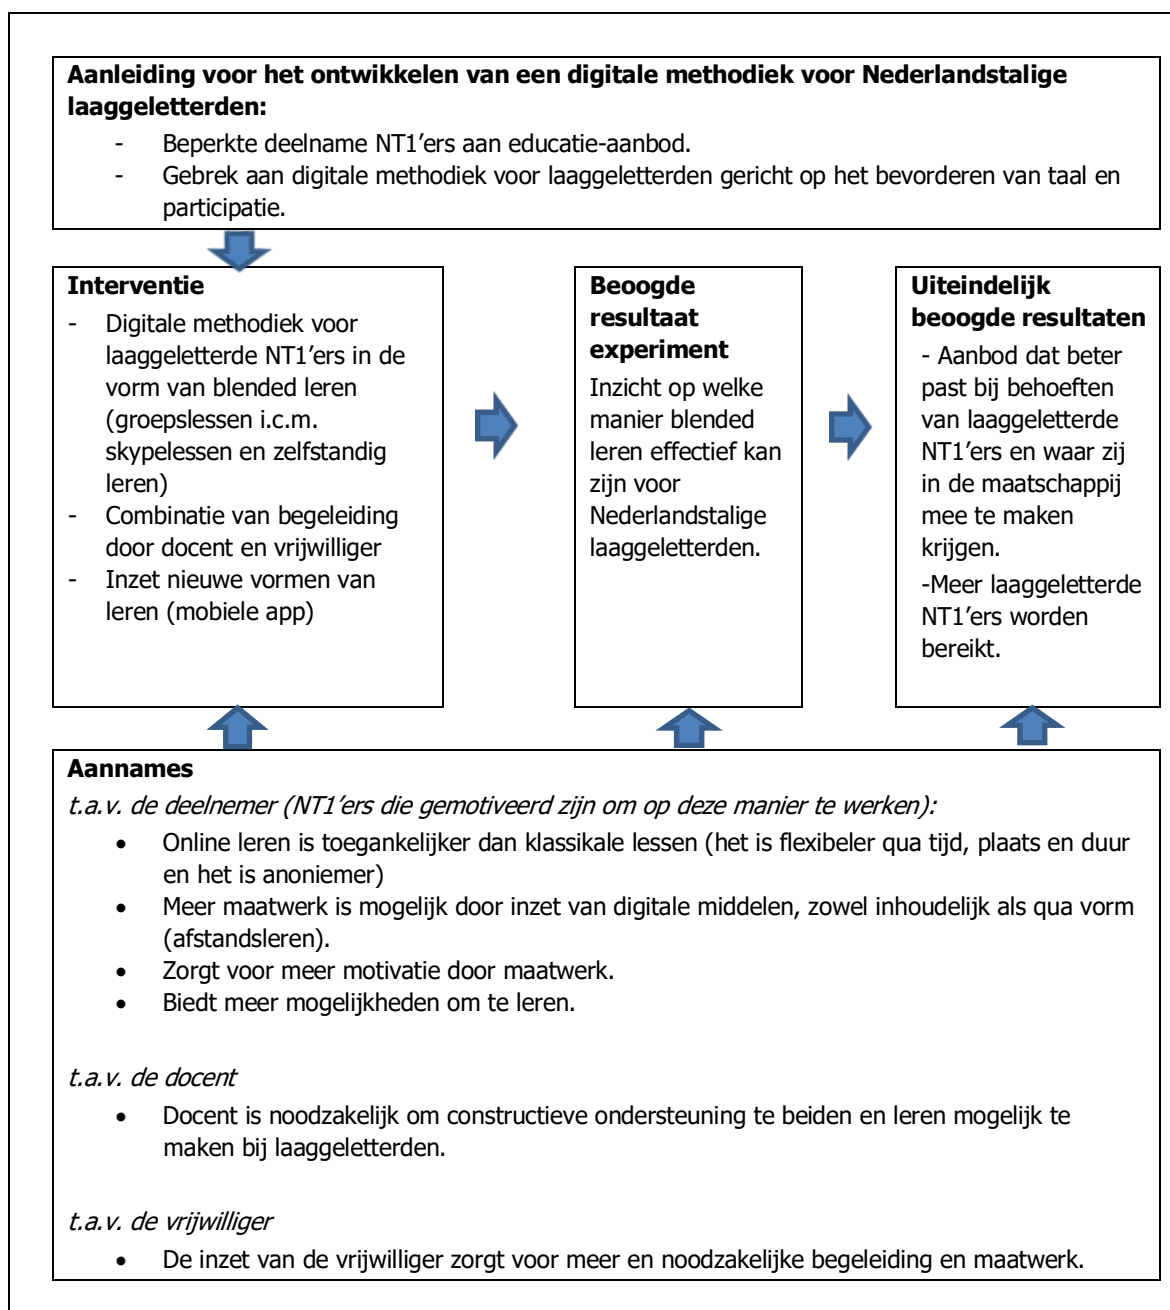 Aanleiding voor het ontwikkelen van een digitale methodiek voor Nederlandstalige
laaggeletterden:
- Beperkte deelname NT1'ers aan educatie-aanbod.
- Gebrek aan digitale methodiek voor laaggeletterden gericht op het bevorderen van taal en
participatie.
Interventie
- Digitale methodiek voor
laaggeletterde NT1'ers in de
vorm van blended leren
(groepslessen i.c.m.
skypelessen en zelfstandig
leren)
- Combinatie van begeleiding
door docent en vrijwilliger
- Inzet nieuwe vormen van
leren (mobiele app)
Beoogde
resultaat
experiment
Inzicht op welke
manier blended
leren effectief kan
zijn voor
Nederlandstalige
laaggeletterden.
Uiteindelijk
beoogde resultaten
- Aanbod dat beter
past bij behoeften
van laaggeletterde
NT1'ers en waar zij
in de maatschappij
mee te maken
krijgen.
-Meer laaggeletterde
NT1'ers worden
bereikt.
Aannames
t.a.v. de deelnemer (NT1'ers die gemotiveerd zijn om op deze manier te werken):
• Online leren is toegankelijker dan klassikale lessen (het is flexibeler qua tijd, plaats en duur
en het is anoniemer)
• Meer maatwerk is mogelijk door inzet van digitale middelen, zowel inhoudelijk als qua vorm
(afstandsleren).
• Zorgt voor meer motivatie door maatwerk.
• Biedt meer mogelijkheden om te leren.
t.a.v. de docent
• Docent is noodzakelijk om constructieve ondersteuning te beiden en leren mogelijk te
maken bij laaggeletterden.
t.a.v. de vrijwilliger
• De inzet van de vrijwilliger zorgt voor meer en noodzakelijke begeleiding en maatwerk.